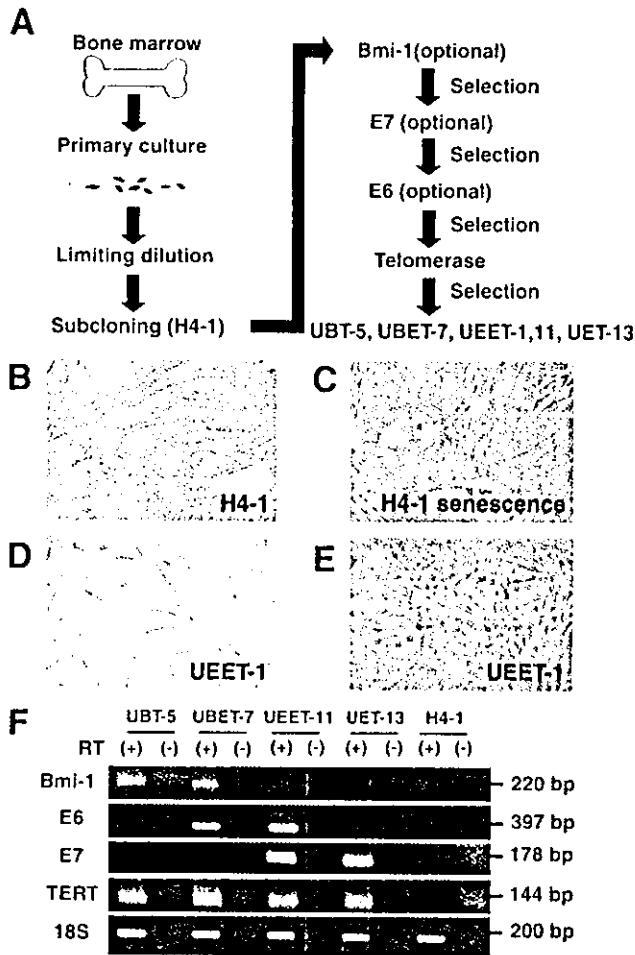 A
Bone marrow
Primary culture
Limiting dilution
Subcloning (H4-1)
Bmi-1(optional)
Selection
E7 (optional)
Selection
E6 (optional)
Selection
Telomerase
Selection
UBT-5, UBET-7, UEET-1,11, UET-13
B
H4-1
C
H4-1 senescence
D
UEET-1
E
UEET-1
F
UBT-5 UBET-7 UEET-11 UET-13 H4-1
RT (+) (-) (+) (-) (+) (-) (+) (-) (+) (-)
Bmi-1 220 bp
E6 397 bp
E7 178 bp
TERT 144 bp
18S 200 bp